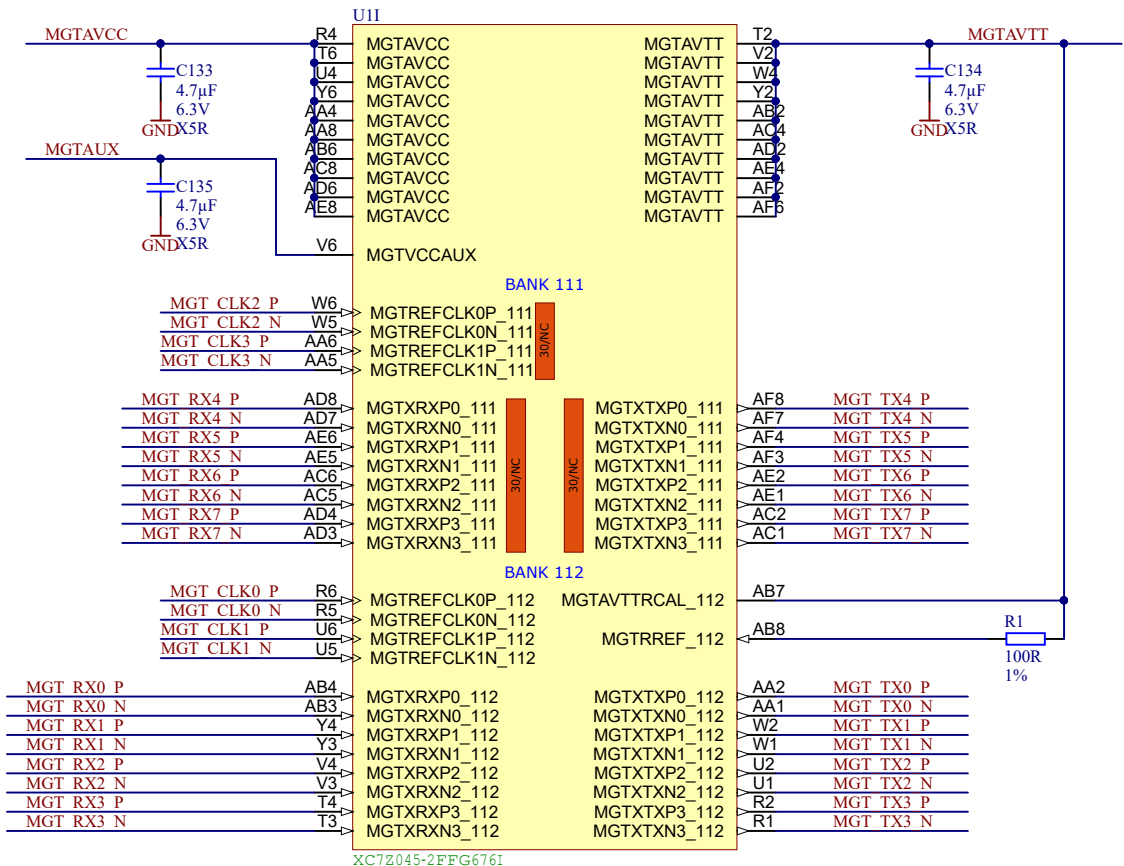 U1I
MGTAVCC R4 MGTAVCC MGTAVTT T2 MGTAVTT
T6 MGTAVCC MGTAVTT V2
C133 U4 MGTAVCC MGTAVTT W4 C134
4.7µF Y6 MGTAVCC MGTAVTT Y2 4.7µF
6.3V AA4 MGTAVCC MGTAVTT AB2 6.3V
GND X5R AA8 MGTAVCC MGTAVTT AC4 GND X5R
MGTAUX AB6 MGTAVCC MGTAVTT AD2
C135 AC8 MGTAVCC MGTAVTT AE4
4.7µF AD6 MGTAVCC MGTAVTT AF2
6.3V AE8 MGTAVCC MGTAVTT AF6
GND X5R V6 MGTVCCAUX
BANK 111
MGT_CLK2_P W6 MGTREFCLK0P_111
MGT_CLK2_N W5 MGTREFCLK0N_111
30/NC
MGT_CLK3_P AA6 MGTREFCLK1P_111
MGT_CLK3_N AA5 MGTREFCLK1N_111
MGT_RX4_P AD8 MGTXRXP0_111 MGTXTXP0_111 AF8 MGT_TX4_P
MGT_RX4_N AD7 MGTXRXN0_111 MGTXTXN0_111 AF7 MGT_TX4_N
MGT_RX5_P AE6 MGTXRXP1_111 MGTXTXP1_111 AF4 MGT_TX5_P
MGT_RX5_N AE5 MGTXRXN1_111 MGTXTXN1_111 AF3 MGT_TX5_N
30/NC 30/NC
MGT_RX6_P AC6 MGTXRXP2_111 MGTXTXP2_111 AE2 MGT_TX6_P
MGT_RX6_N AC5 MGTXRXN2_111 MGTXTXN2_111 AE1 MGT_TX6_N
MGT_RX7_P AD4 MGTXRXP3_111 MGTXTXP3_111 AC2 MGT_TX7_P
MGT_RX7_N AD3 MGTXRXN3_111 MGTXTXN3_111 AC1 MGT_TX7_N
BANK 112
MGT_CLK0_P R6 MGTREFCLK0P_112 MGTAVTTRCAL_112 AB7
MGT_CLK0_N R5 MGTREFCLK0N_112
MGT_CLK1_P U6 MGTREFCLK1P_112 MGTRREF_112 AB8 R1
MGT_CLK1_N U5 MGTREFCLK1N_112 100R
1%
MGT_RX0_P AB4 MGTXRXP0_112 MGTXTXP0_112 AA2 MGT_TX0_P
MGT_RX0_N AB3 MGTXRXN0_112 MGTXTXN0_112 AA1 MGT_TX0_N
MGT_RX1_P Y4 MGTXRXP1_112 MGTXTXP1_112 W2 MGT_TX1_P
MGT_RX1_N Y3 MGTXRXN1_112 MGTXTXN1_112 W1 MGT_TX1_N
MGT_RX2_P V4 MGTXRXP2_112 MGTXTXP2_112 U2 MGT_TX2_P
MGT_RX2_N V3 MGTXRXN2_112 MGTXTXN2_112 U1 MGT_TX2_N
MGT_RX3_P T4 MGTXRXP3_112 MGTXTXP3_112 R2 MGT_TX3_P
MGT_RX3_N T3 MGTXRXN3_112 MGTXTXN3_112 R1 MGT_TX3_N
XC7Z045-2FFG676I